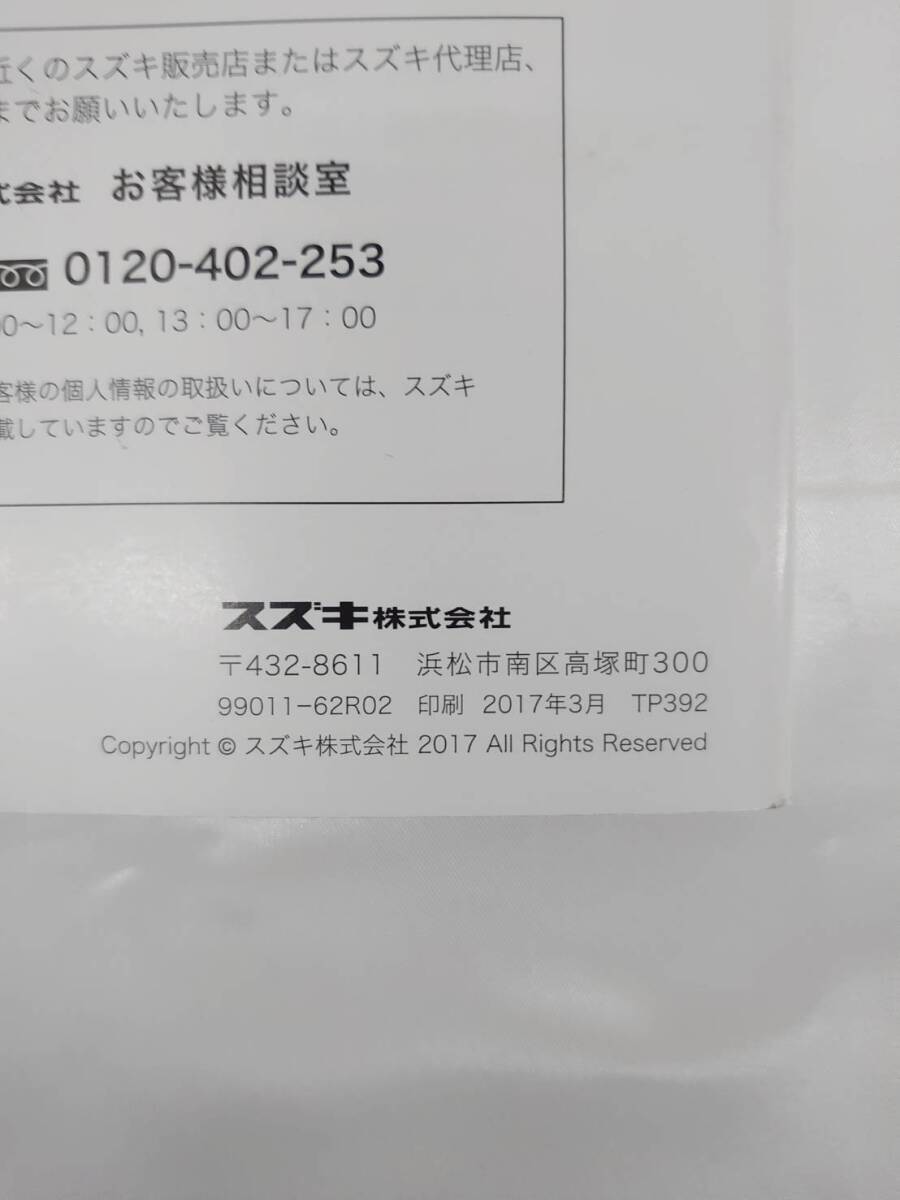 近くのスズキ販売店またはスズキ代理店、
までお願いいたします。
式会社 お客様相談室
0120-402-253
00〜12：00, 13：00〜17：00
客様の個人情報の取扱いについては、スズキ
載していますのでご覧ください。
スズキ株式会社
〒432-8611 浜松市南区高塚町300
99011−62R02 印刷 2017年3月 TP392
Copyright © スズキ株式会社 2017 All Rights Reserved